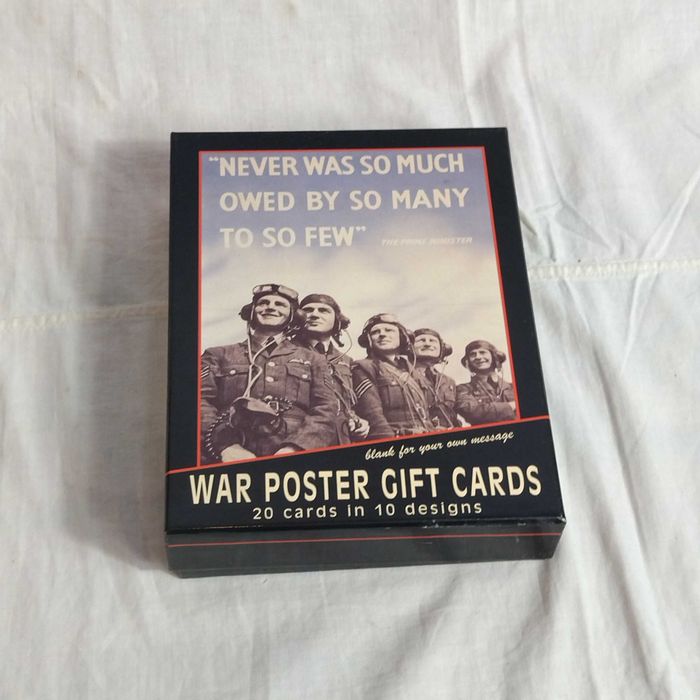 "NEVER WAS SO MUCH
OWED BY SO MANY
TO SO FEW" THE PRIME MINISTER
blank for your own message
WAR POSTER GIFT CARDS
20 cards in 10 designs